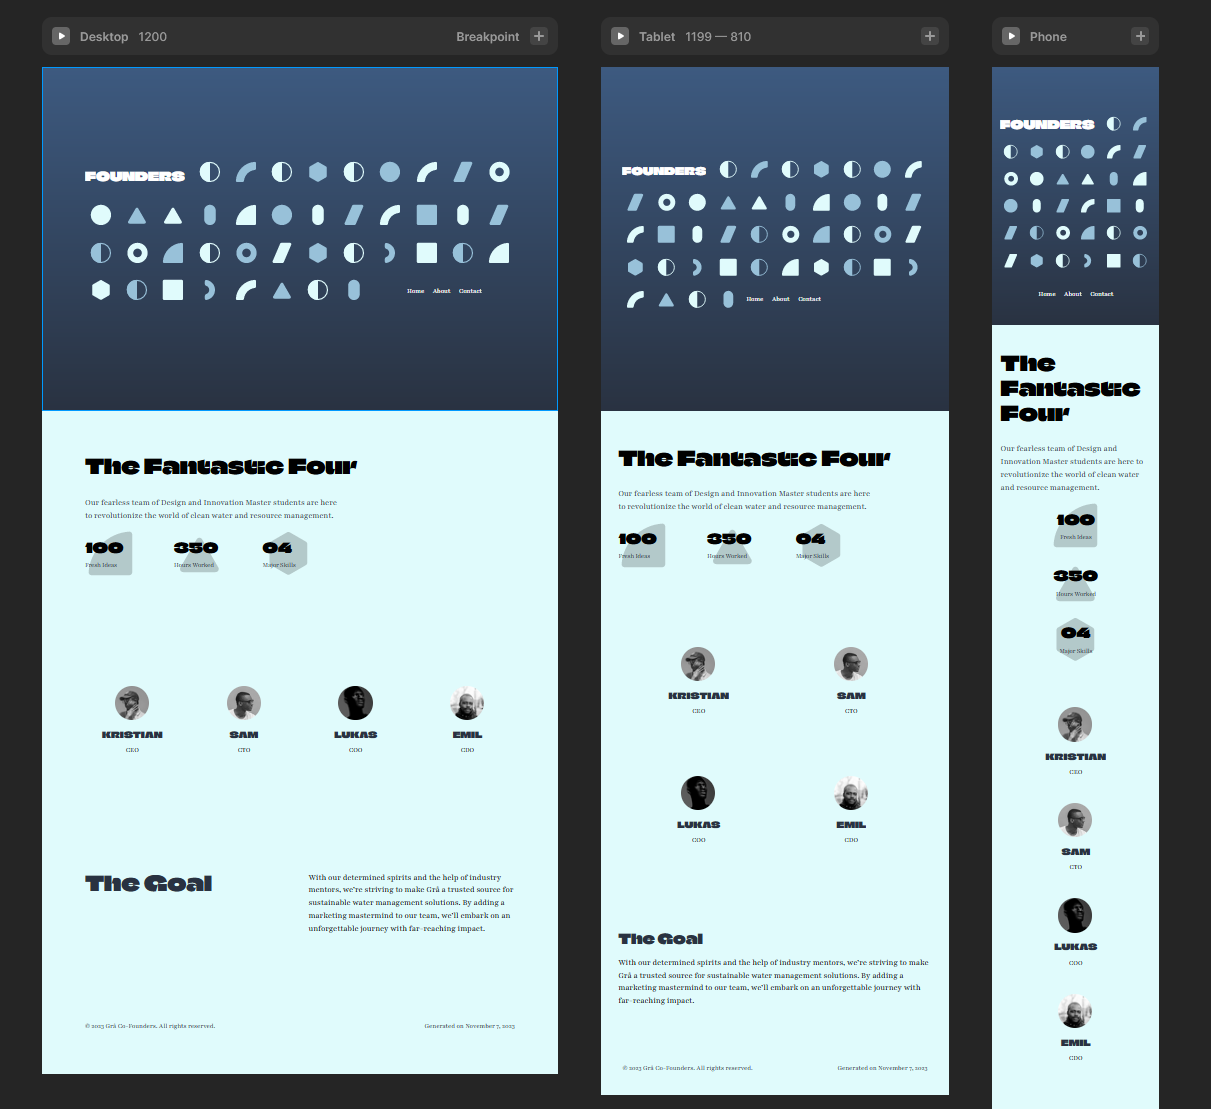 Desktop 1200 Breakpoint
FOUNDERS
Home About Contact
The Fantastic Four
Our fearless team of Design and Innovation Master students are here
to revolutionize the world of clean water and resource management.
100 350 04
Fresh Ideas Hours Worked Major Skills
KRISTIAN SAM LUKAS EMIL
CEO CTO COO CDO
The Goal
With our determined spirits and the help of industry
mentors, we're striving to make Grå a trusted source for
sustainable water management solutions. By adding a
marketing mastermind to our team, we'll embark on an
unforgettable journey with far-reaching impact.
© 2023 Grå Co-Founders. All rights reserved. Generated on November 7, 2023
Tablet 1199 — 810
FOUNDERS
Home About Contact
The Fantastic Four
Our fearless team of Design and Innovation Master students are here
to revolutionize the world of clean water and resource management.
100 350 04
Fresh Ideas Hours Worked Major Skills
KRISTIAN SAM
CEO CTO
LUKAS EMIL
COO CDO
The Goal
With our determined spirits and the help of industry mentors, we're striving to make
Grå a trusted source for sustainable water management solutions. By adding a
marketing mastermind to our team, we'll embark on an unforgettable journey with
far-reaching impact.
© 2023 Grå Co-Founders. All rights reserved. Generated on November 7, 2023
Phone
FOUNDERS
Home About Contact
The
Fantastic
Four
Our fearless team of Design and
Innovation Master students are here to
revolutionize the world of clean water
and resource management.
100
Fresh Ideas
350
Hours Worked
04
Major Skills
KRISTIAN
CEO
SAM
CTO
LUKAS
COO
EMIL
CDO